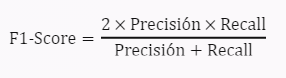 F1-Score = 2 × Precisión × Recall / Precisión + Recall